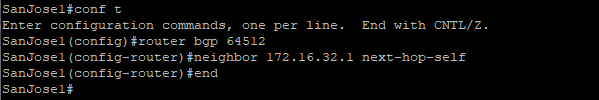 SanJose1#conf t
Enter configuration commands, one per line.  End with CNTL/Z.
SanJose1(config)#router bgp 64512
SanJose1(config-router)#neighbor 172.16.32.1 next-hop-self
SanJose1(config-router)#end
SanJose1#